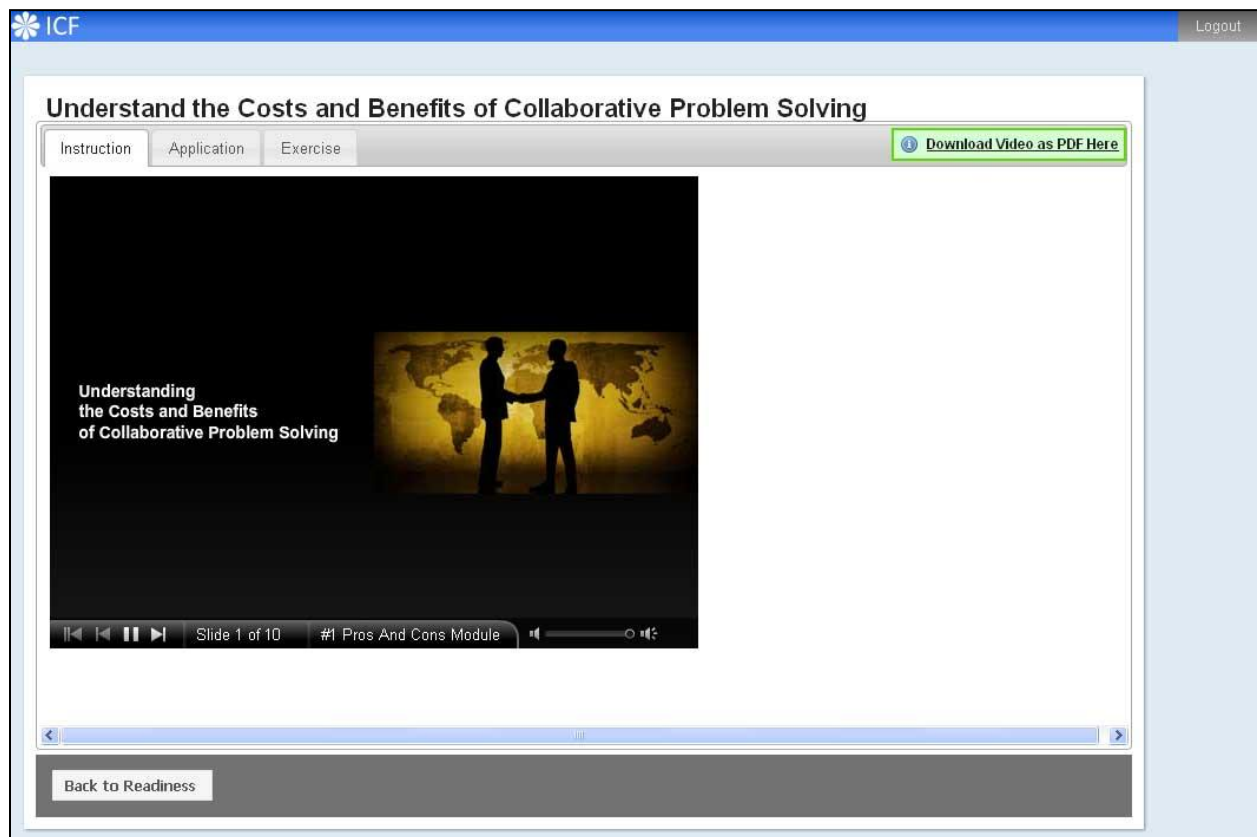 ICF
Logout
Understand the Costs and Benefits of Collaborative Problem Solving
Instruction
Application
Exercise
Download Video as PDF Here
Understanding
the Costs and Benefits
of Collaborative Problem Solving
Slide 1 of 10
#1 Pros And Cons Module
Back to Readiness